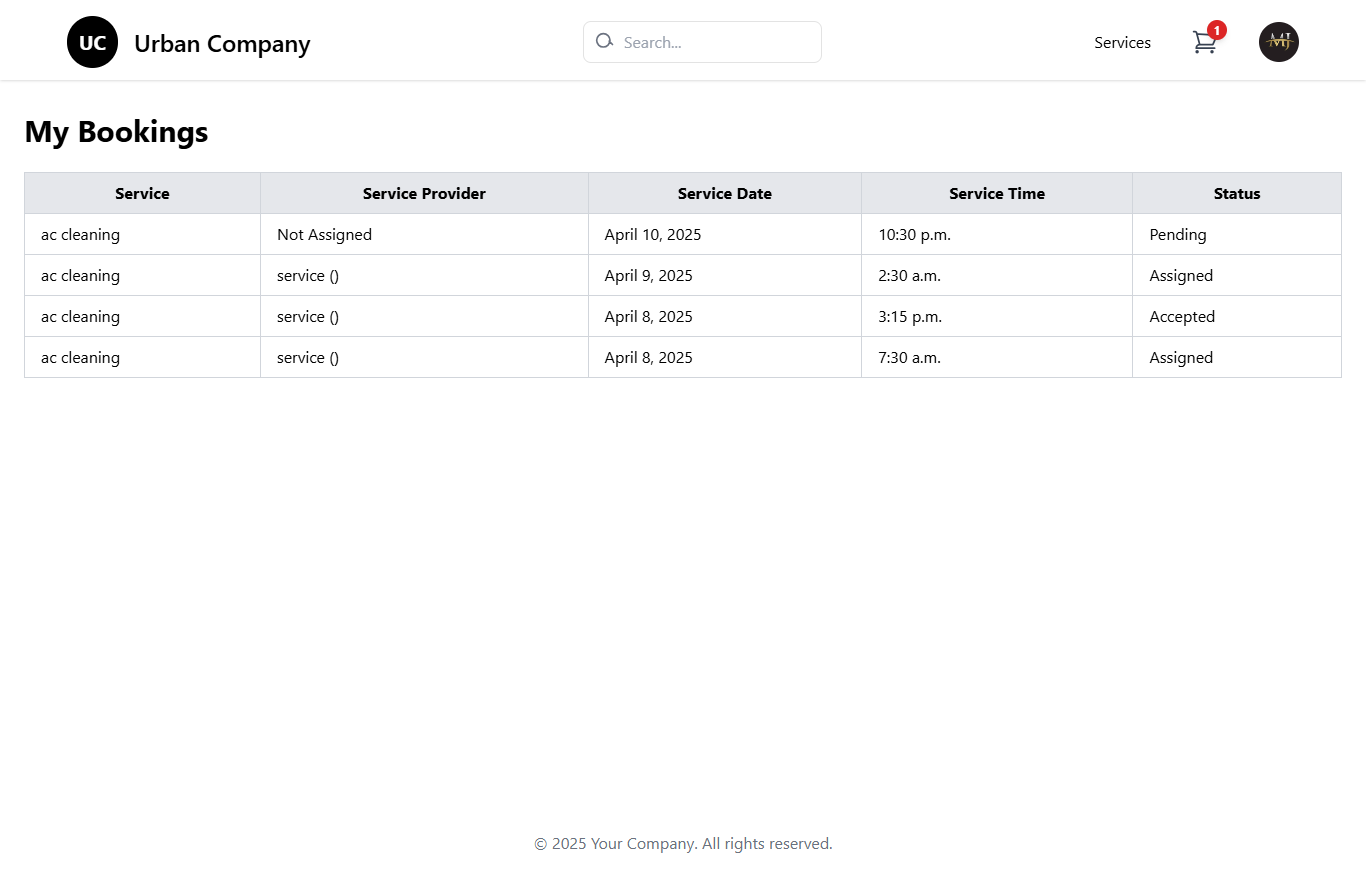 UC Urban Company Search... Services 1 MJ
My Bookings
Service Service Provider Service Date Service Time Status
ac cleaning Not Assigned April 10, 2025 10:30 p.m. Pending
ac cleaning service () April 9, 2025 2:30 a.m. Assigned
ac cleaning service () April 8, 2025 3:15 p.m. Accepted
ac cleaning service () April 8, 2025 7:30 a.m. Assigned
© 2025 Your Company. All rights reserved.